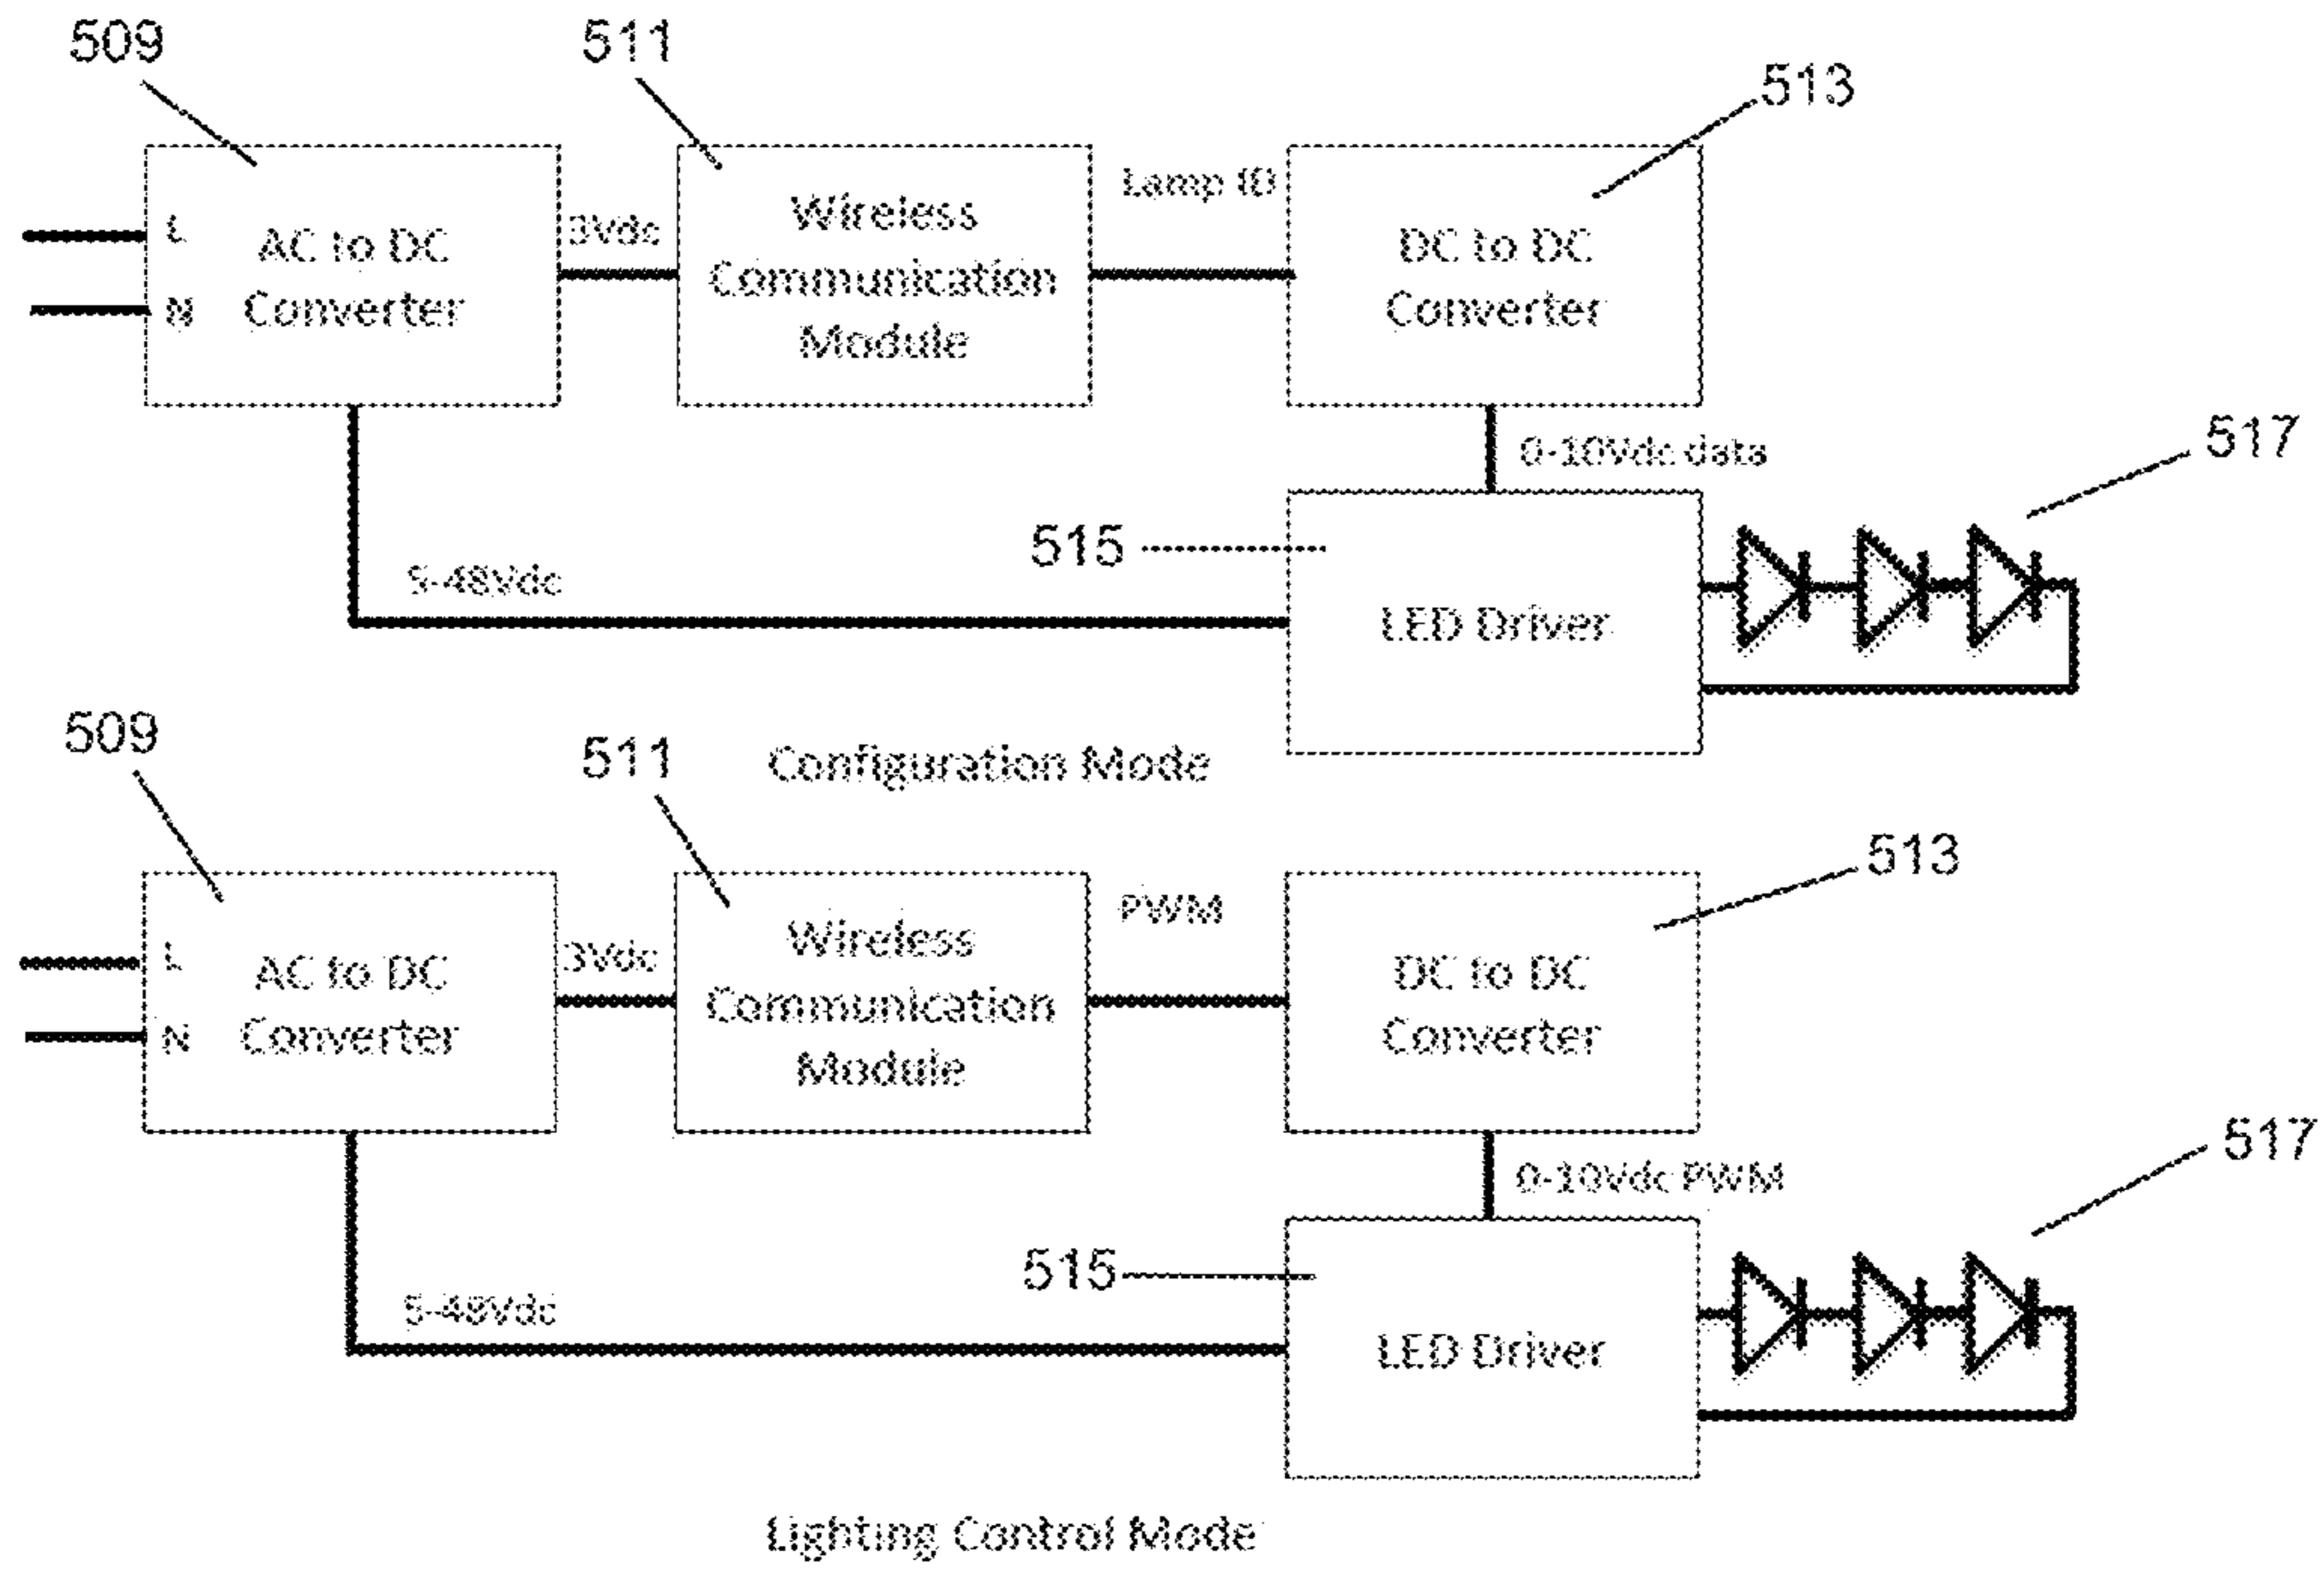 509
511
513
L
N
AC to DC
Converter
3Vdc
Wireless
Communication
Module
Lamp ID
DC to DC
Converter
0-10Vdc data
517
515
5-48Vdc
LED Driver
Configuration Mode
509
511
513
L
N
AC to DC
Converter
3Vdc
Wireless
Communication
Module
PWM
DC to DC
Converter
0-10Vdc PWM
517
515
5-48Vdc
LED Driver
Lighting Control Mode